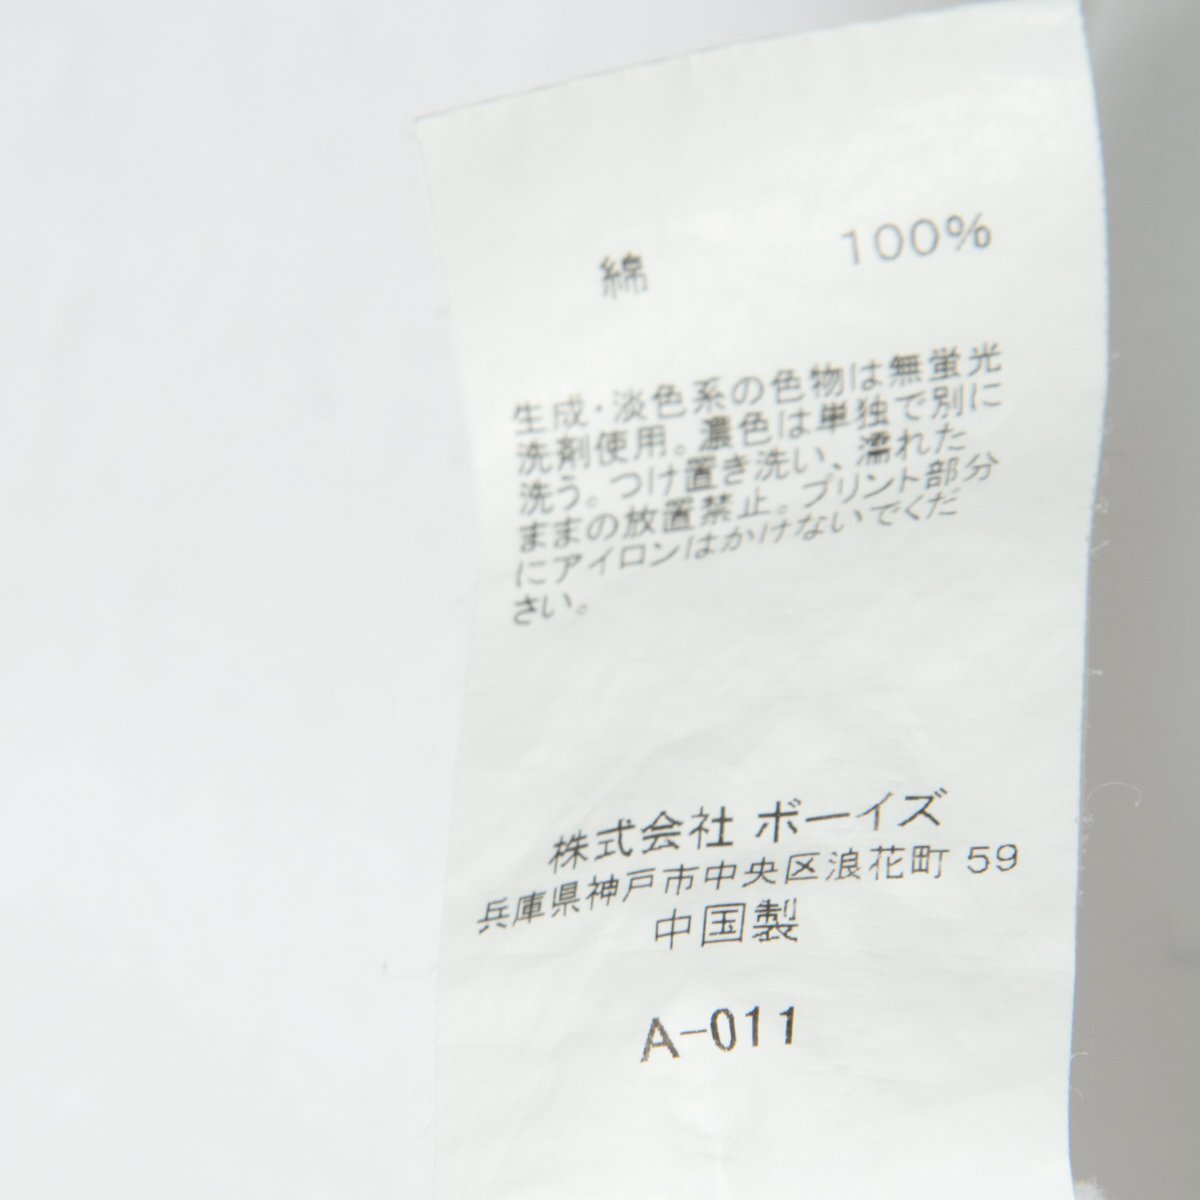 綿 100%
生成・淡色系の色物は無蛍光
洗剤使用。濃色は単独で別に
洗う。つけ置き洗い、濡れた
ままの放置禁止。プリント部分
にアイロンはかけないでくだ
さい。
株式会社 ボーイズ
兵庫県神戸市中央区浪花町 59
中国製
A-011